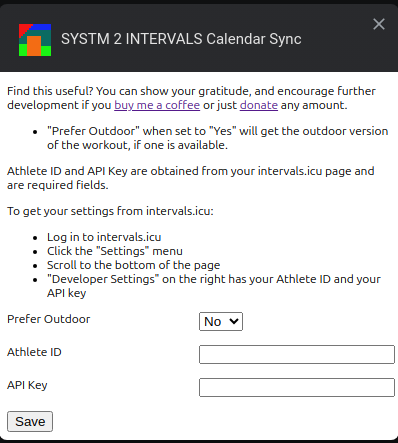 SYSTM 2 INTERVALS Calendar Sync
Find this useful? You can show your gratitude, and encourage further
development if you buy me a coffee or just donate any amount.
• "Prefer Outdoor" when set to "Yes" will get the outdoor version
of the workout, if one is available.
Athlete ID and API Key are obtained from your intervals.icu page and
are required fields.
To get your settings from intervals.icu:
• Log in to intervals.icu
• Click the "Settings" menu
• Scroll to the bottom of the page
• "Developer Settings" on the right has your Athlete ID and your
API key
Prefer Outdoor No
Athlete ID
API Key
Save